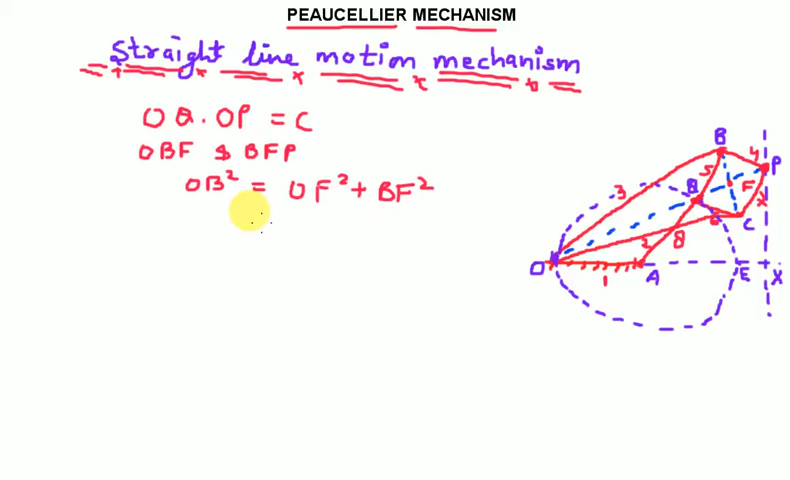 PEAUCELLIER MECHANISM
Straight line motion mechanism
OQ . OP = C
OBF & BFP
OB² = OF² + BF²
B
4
P
5
Q
F
3
6
7
C
2
8
O
1
A
E
X